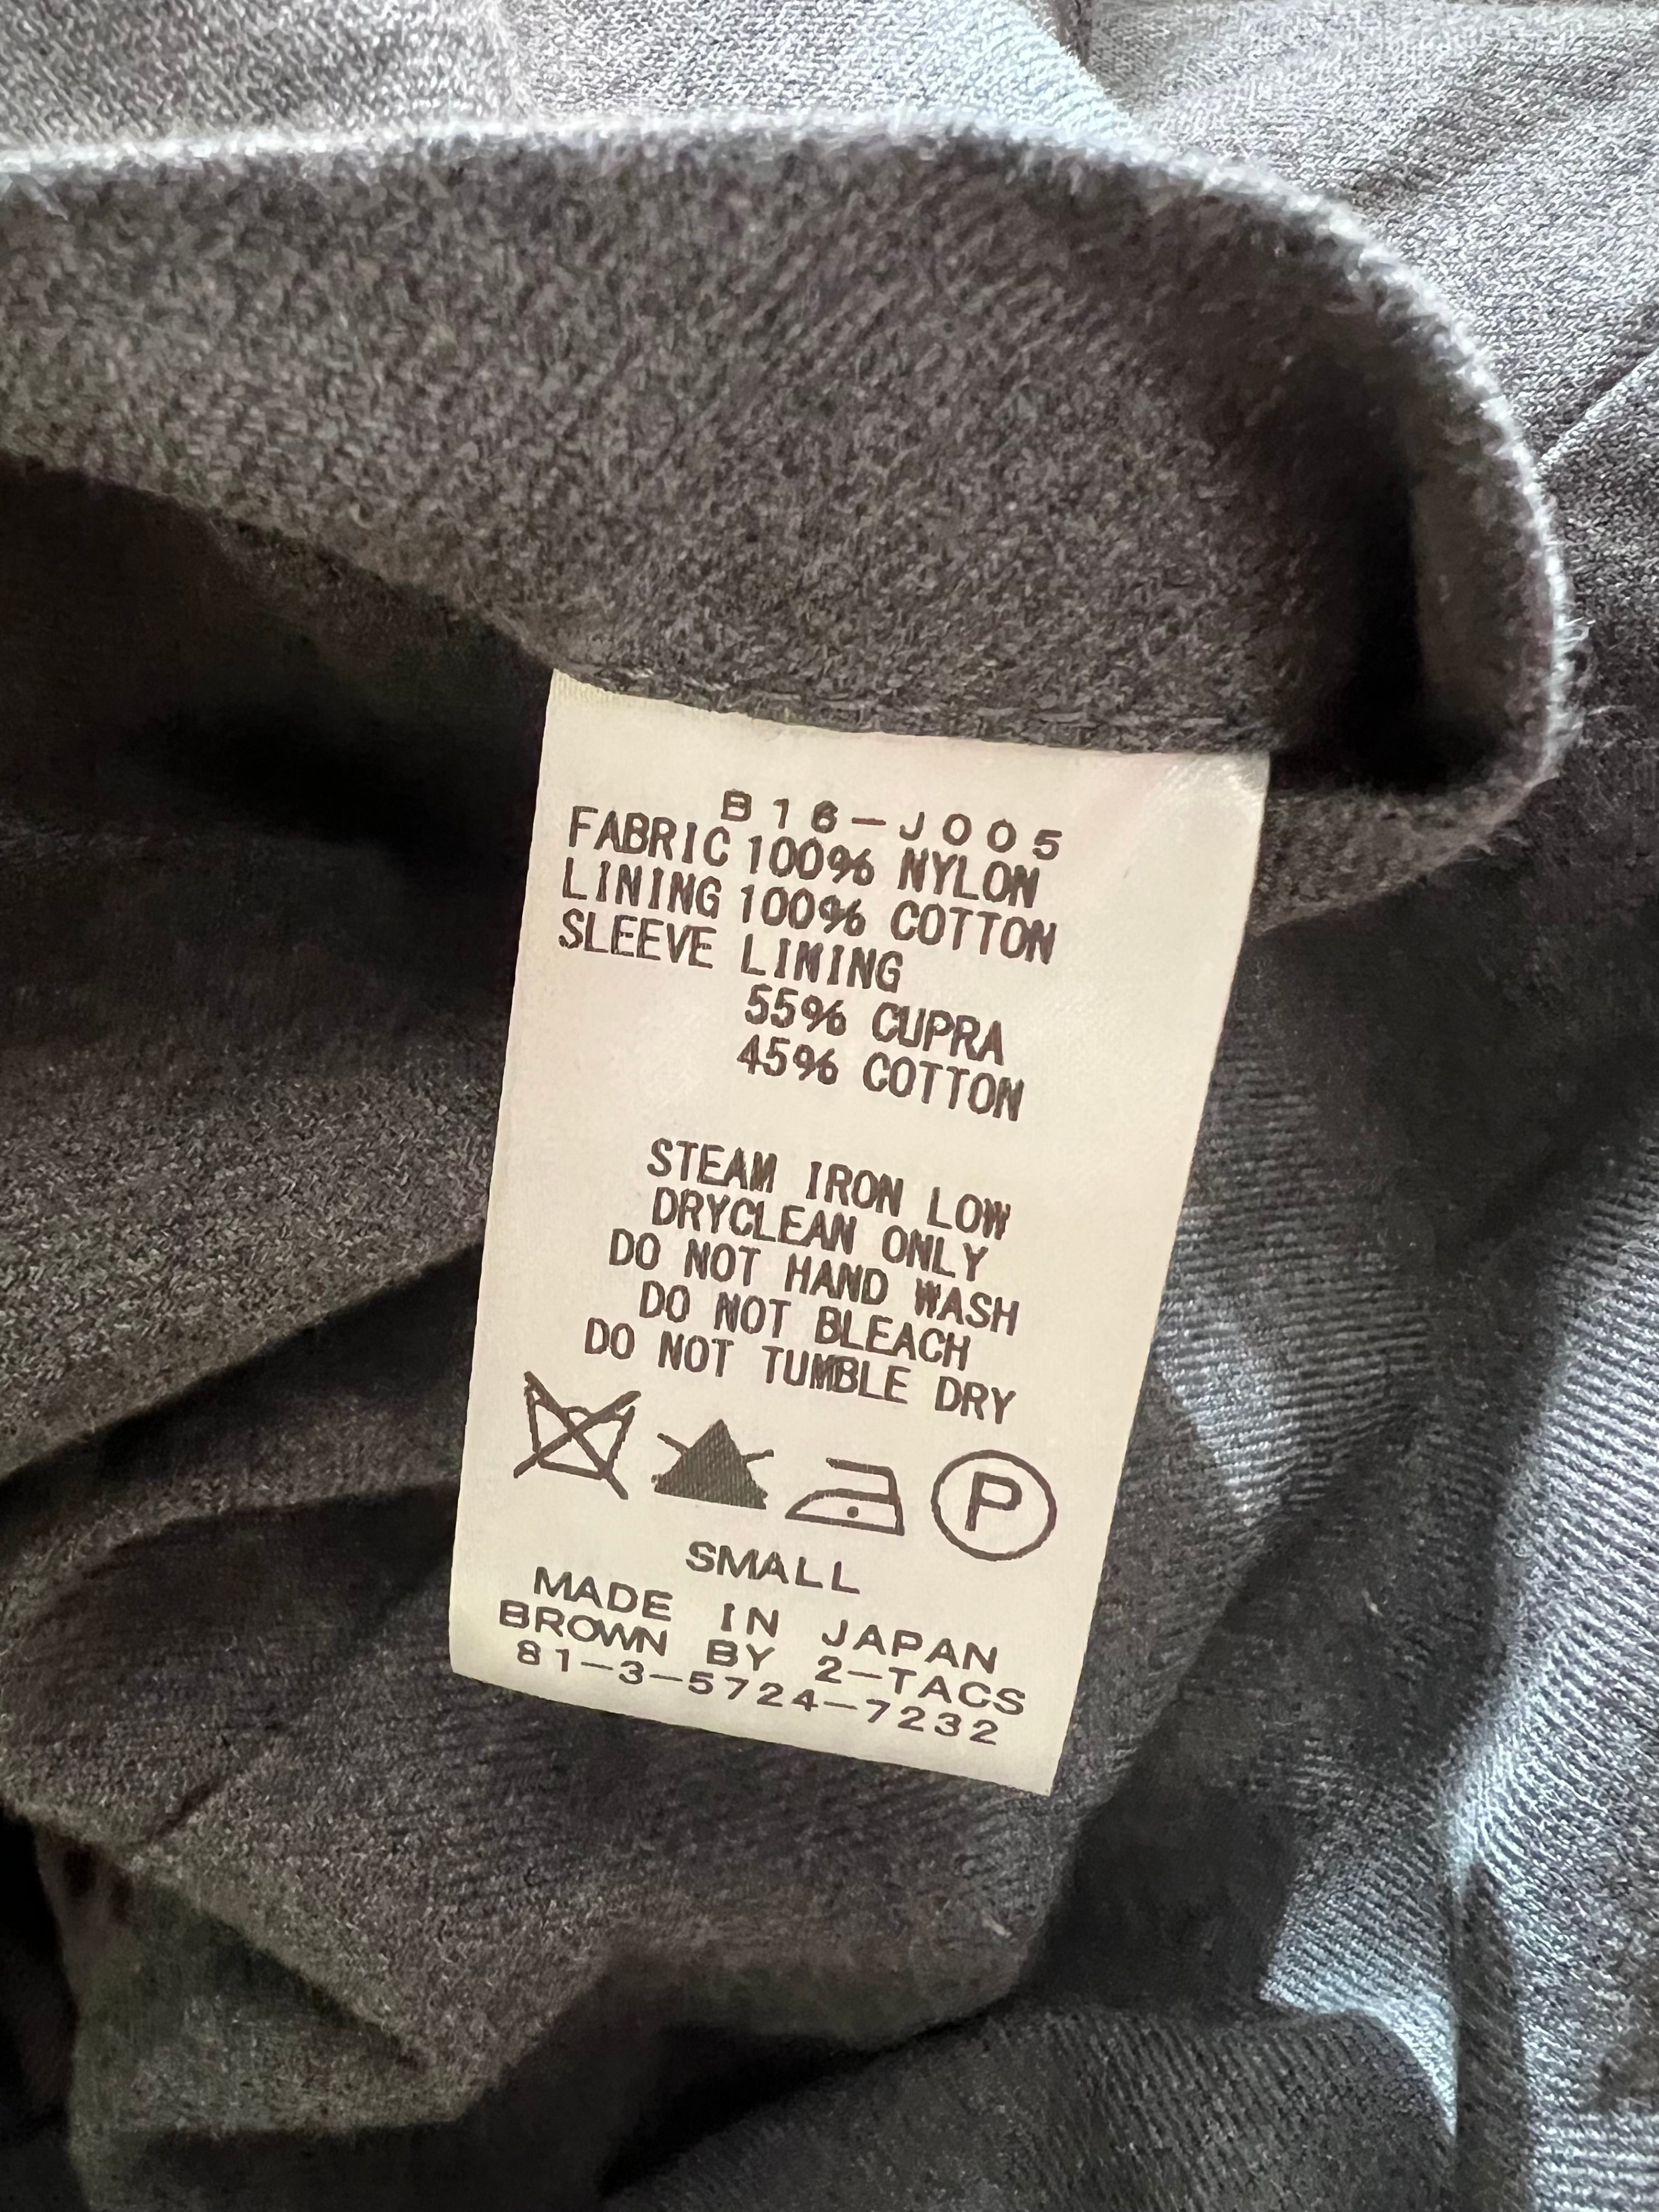 B16-J005
FABRIC 100% NYLON
LINING 100% COTTON
SLEEVE LINING
55% CUPRA
45% COTTON
STEAM IRON LOW
DRYCLEAN ONLY
DO NOT HAND WASH
DO NOT BLEACH
DO NOT TUMBLE DRY
P
SMALL
MADE IN JAPAN
BROWN BY 2-TACS
81-3-5724-7232